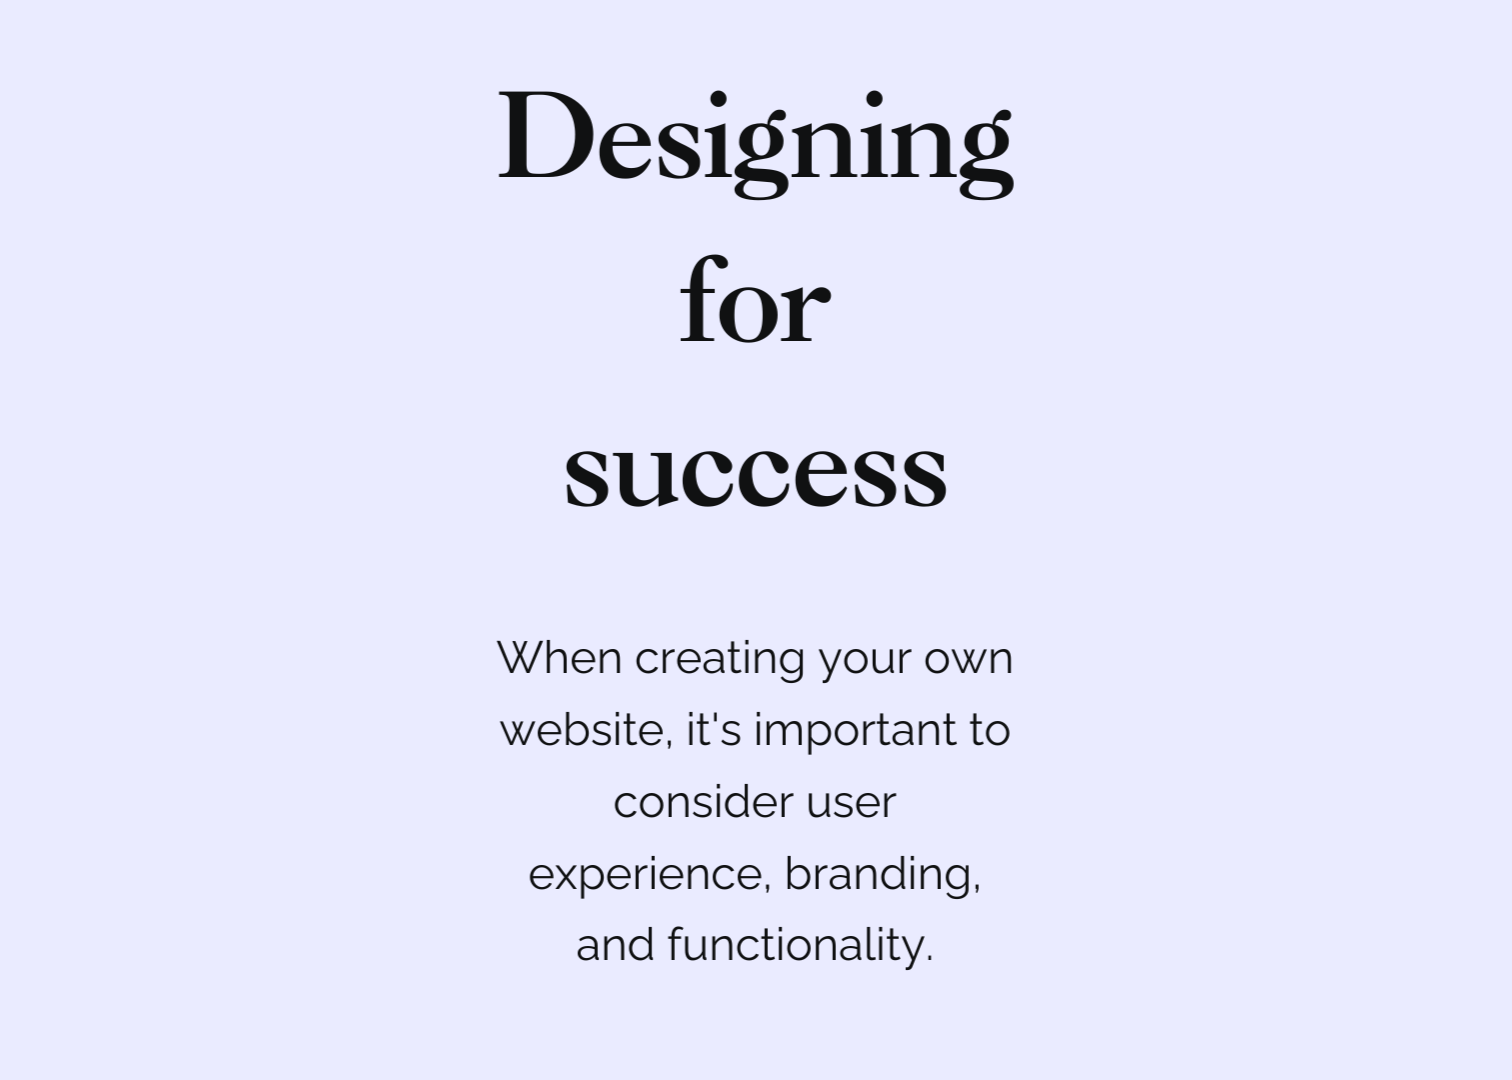 Designing
for
success
When creating your own
website, it's important to
consider user
experience, branding,
and functionality.